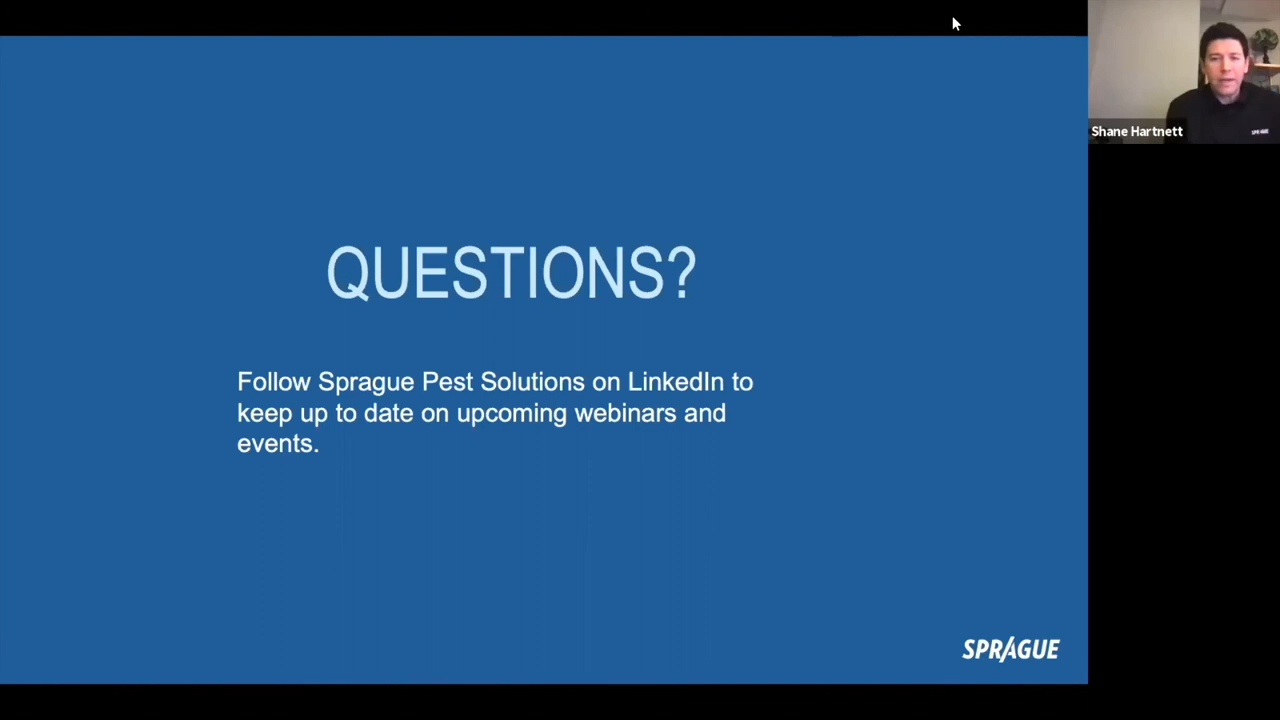 QUESTIONS?
Follow Sprague Pest Solutions on LinkedIn to
keep up to date on upcoming webinars and
events.
SPRAGUE
Shane Hartnett
SPRAGUE